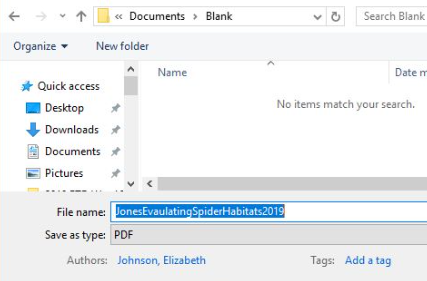 « Documents > Blank
Search Blank
Organize
New folder
Name
Date m
Quick access
No items match your search.
Desktop
Downloads
Documents
Pictures
File name: JonesEvaulatingSpiderHabitats2019
Save as type: PDF
Authors: Johnson, Elizabeth
Tags: Add a tag